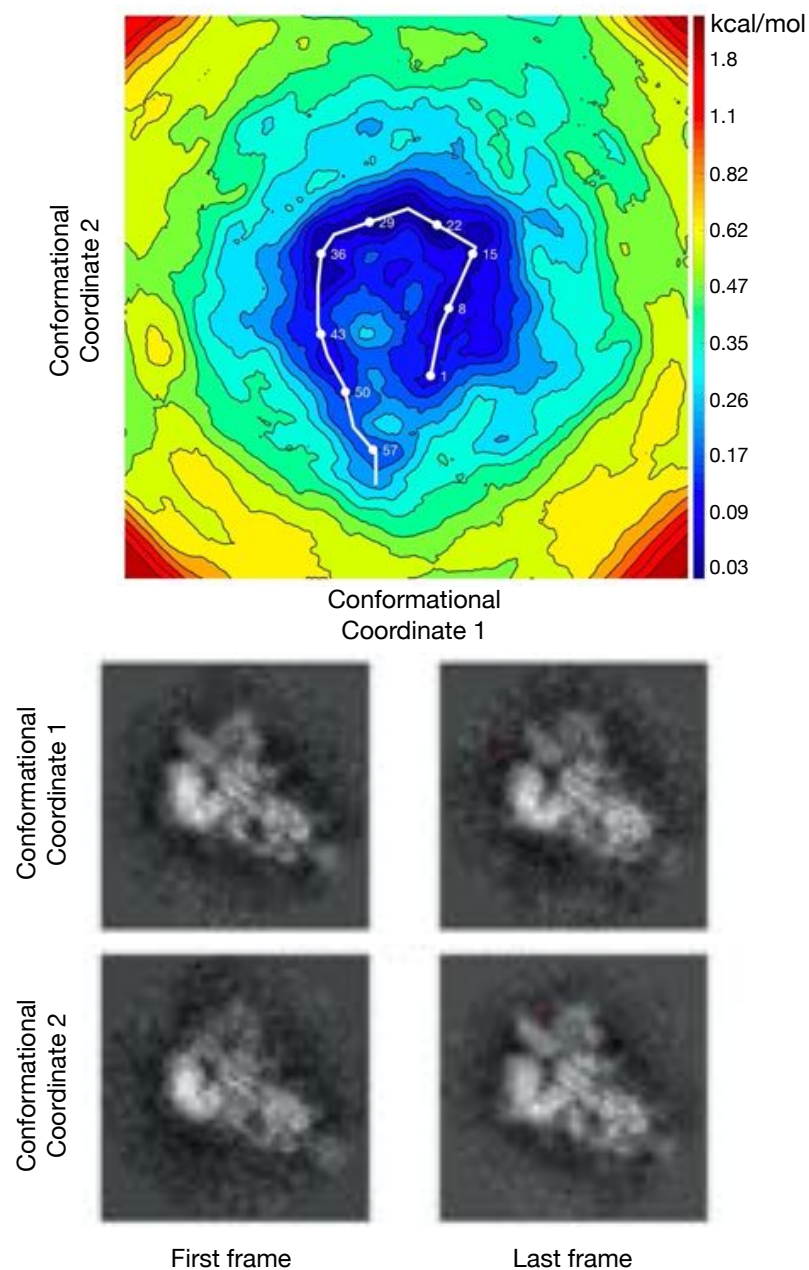 kcal/mol
1.8
1.1
0.82
0.62
0.47
0.35
0.26
0.17
0.09
0.03
Conformational
Coordinate 2
29
22
36
15
8
43
1
50
57
Conformational
Coordinate 1
Conformational
Coordinate 1
Conformational
Coordinate 2
First frame
Last frame